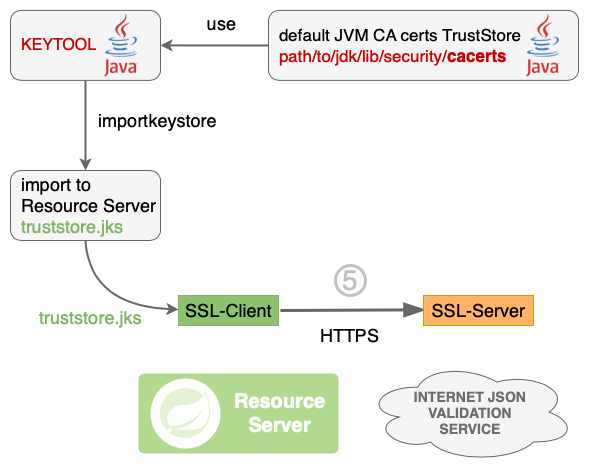 KEYTOOL
Java
use
default JVM CA certs TrustStore
path/to/jdk/lib/security/cacerts
Java
importkeystore
import to
Resource Server
truststore.jks
truststore.jks
SSL-Client
5
HTTPS
SSL-Server
Resource
Server
INTERNET JSON
VALIDATION
SERVICE